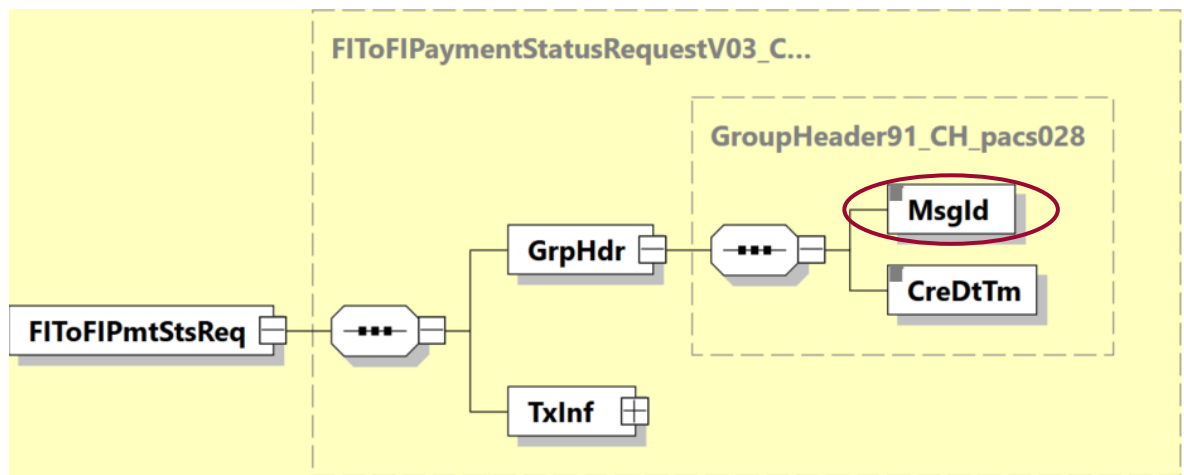 FIToFIPaymentStatusRequestV03_C...
GroupHeader91_CH_pacs028
MsgId
GrpHdr
CreDtTm
FIToFIPmtStsReq
TxInf